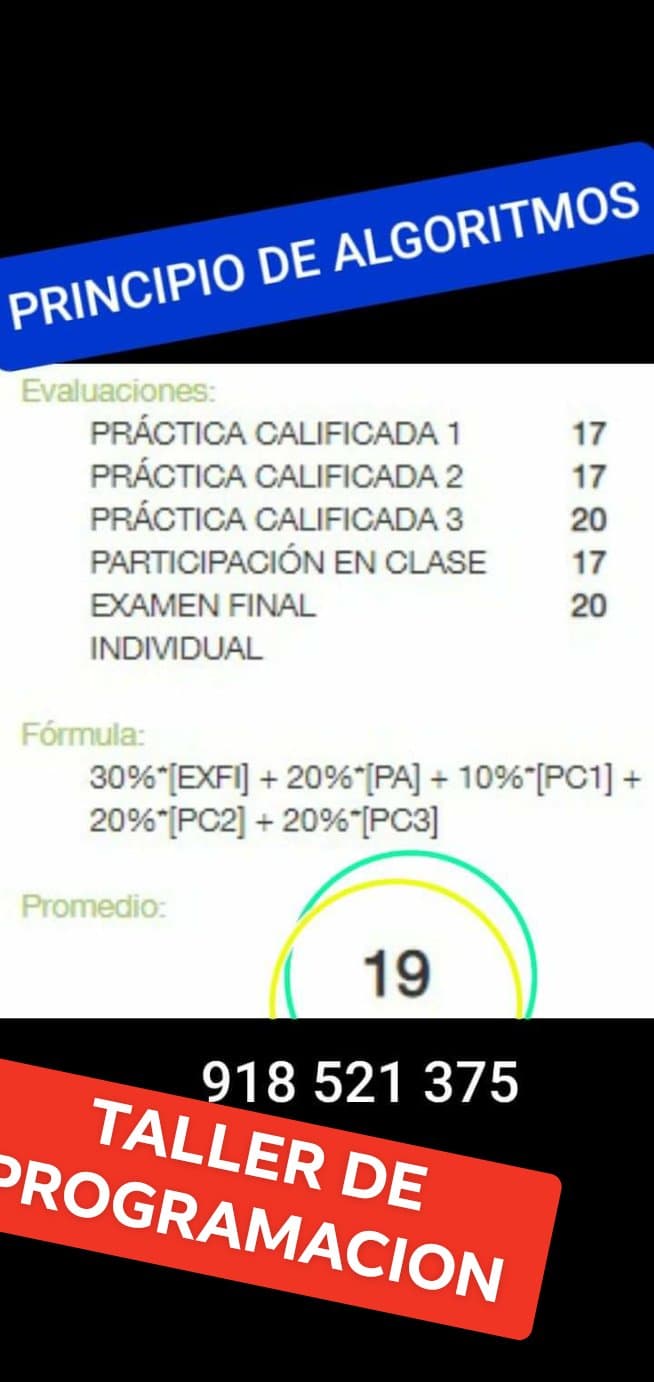 PRINCIPIO DE ALGORITMOS
Evaluaciones:
PRÁCTICA CALIFICADA 1 17
PRÁCTICA CALIFICADA 2 17
PRÁCTICA CALIFICADA 3 20
PARTICIPACIÓN EN CLASE 17
EXAMEN FINAL 20
INDIVIDUAL
Fórmula:
30%*[EXFI] + 20%*[PA] + 10%*[PC1] +
20%*[PC2] + 20%*[PC3]
Promedio:
19
918 521 375
TALLER DE
PROGRAMACION